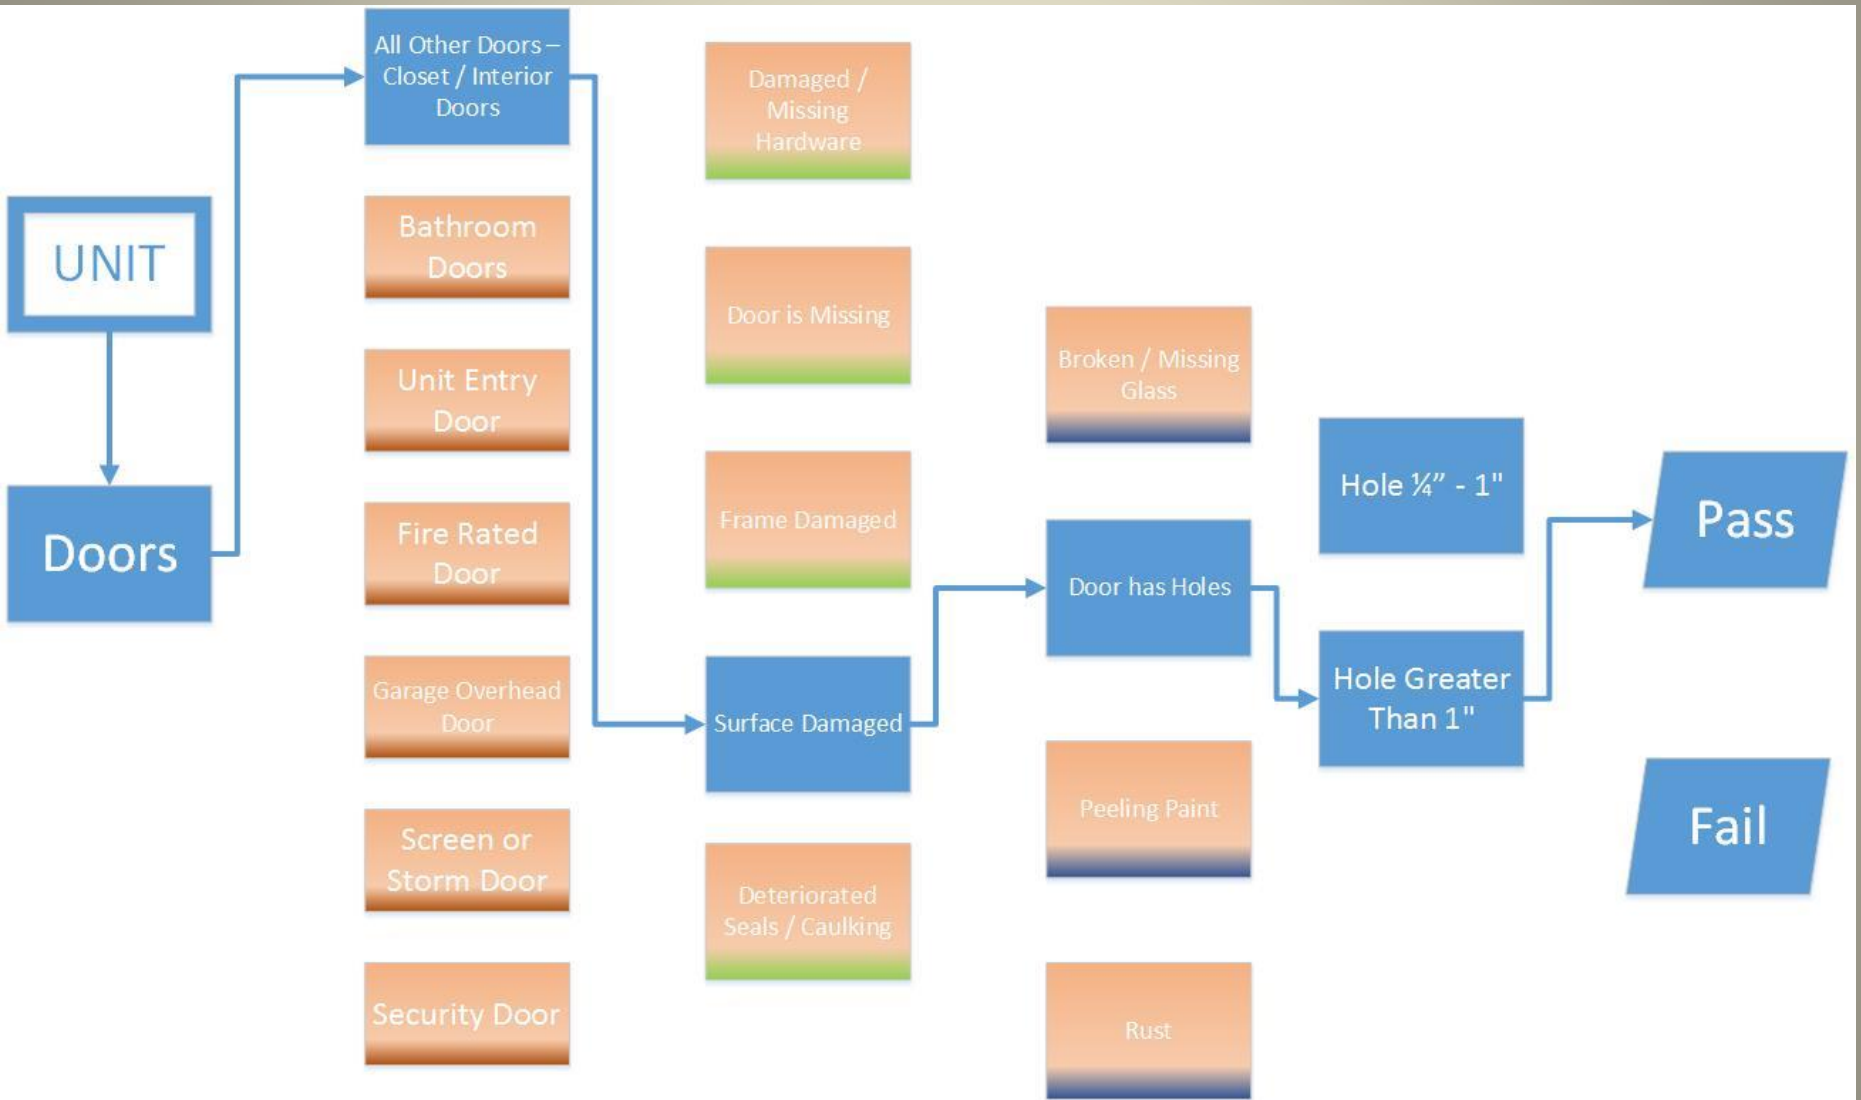 UNIT
Doors
All Other Doors –
Closet / Interior
Doors
Bathroom
Doors
Unit Entry
Door
Fire Rated
Door
Garage Overhead
Door
Screen or
Storm Door
Security Door
Damaged /
Missing
Hardware
Door is Missing
Frame Damaged
Surface Damaged
Deteriorated
Seals / Caulking
Broken / Missing
Glass
Door has Holes
Peeling Paint
Rust
Hole ¼” - 1"
Hole Greater
Than 1"
Pass
Fail